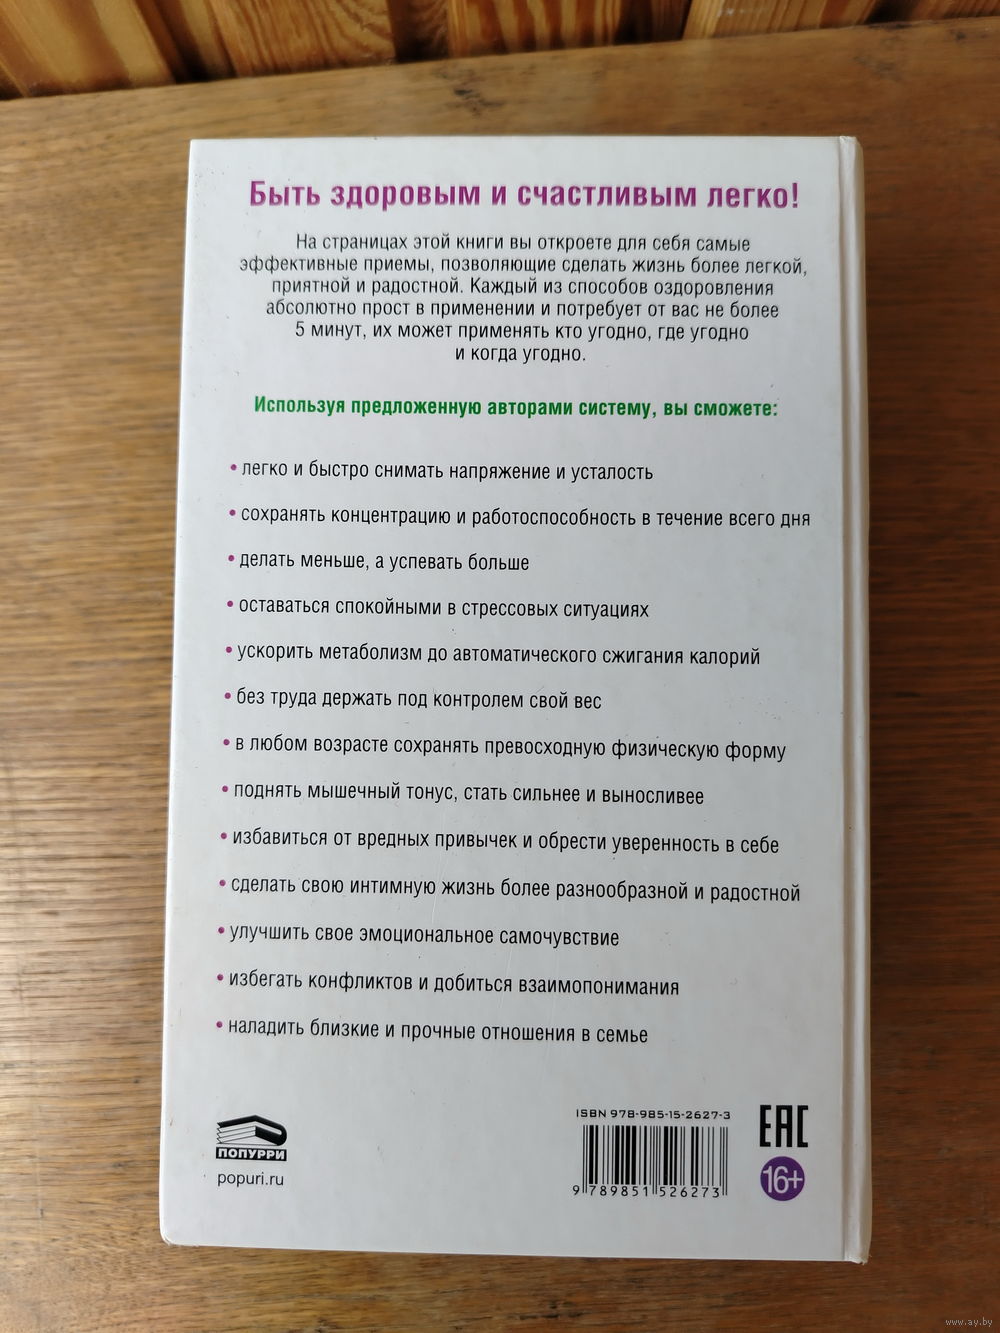 Быть здоровым и счастливым легко!
На страницах этой книги вы откроете для себя самые
эффективные приемы, позволяющие сделать жизнь более легкой,
приятной и радостной. Каждый из способов оздоровления
абсолютно прост в применении и потребует от вас не более
5 минут, их может применять кто угодно, где угодно
и когда угодно.
Используя предложенную авторами систему, вы сможете:
• легко и быстро снимать напряжение и усталость
• сохранять концентрацию и работоспособность в течение всего дня
• делать меньше, а успевать больше
• оставаться спокойными в стрессовых ситуациях
• ускорить метаболизм до автоматического сжигания калорий
• без труда держать под контролем свой вес
• в любом возрасте сохранять превосходную физическую форму
• поднять мышечный тонус, стать сильнее и выносливее
• избавиться от вредных привычек и обрести уверенность в себе
• сделать свою интимную жизнь более разнообразной и радостной
• улучшить свое эмоциональное самочувствие
• избегать конфликтов и добиться взаимопонимания
• наладить близкие и прочные отношения в семье
ПОПУРРИ
popuri.ru
ISBN 978-985-15-2627-3
9 789851 526273
EAC
16+
www.ay.by